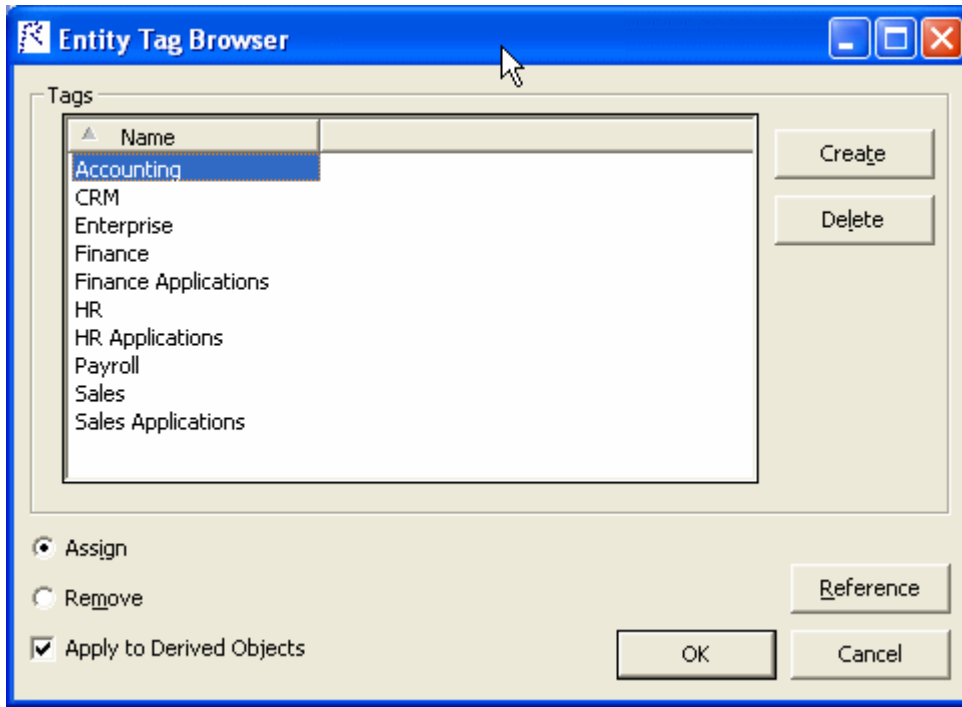 Entity Tag Browser
Tags
Name
Accounting
CRM
Enterprise
Finance
Finance Applications
HR
HR Applications
Payroll
Sales
Sales Applications
Create
Delete
Assign
Remove
Apply to Derived Objects
Reference
OK
Cancel